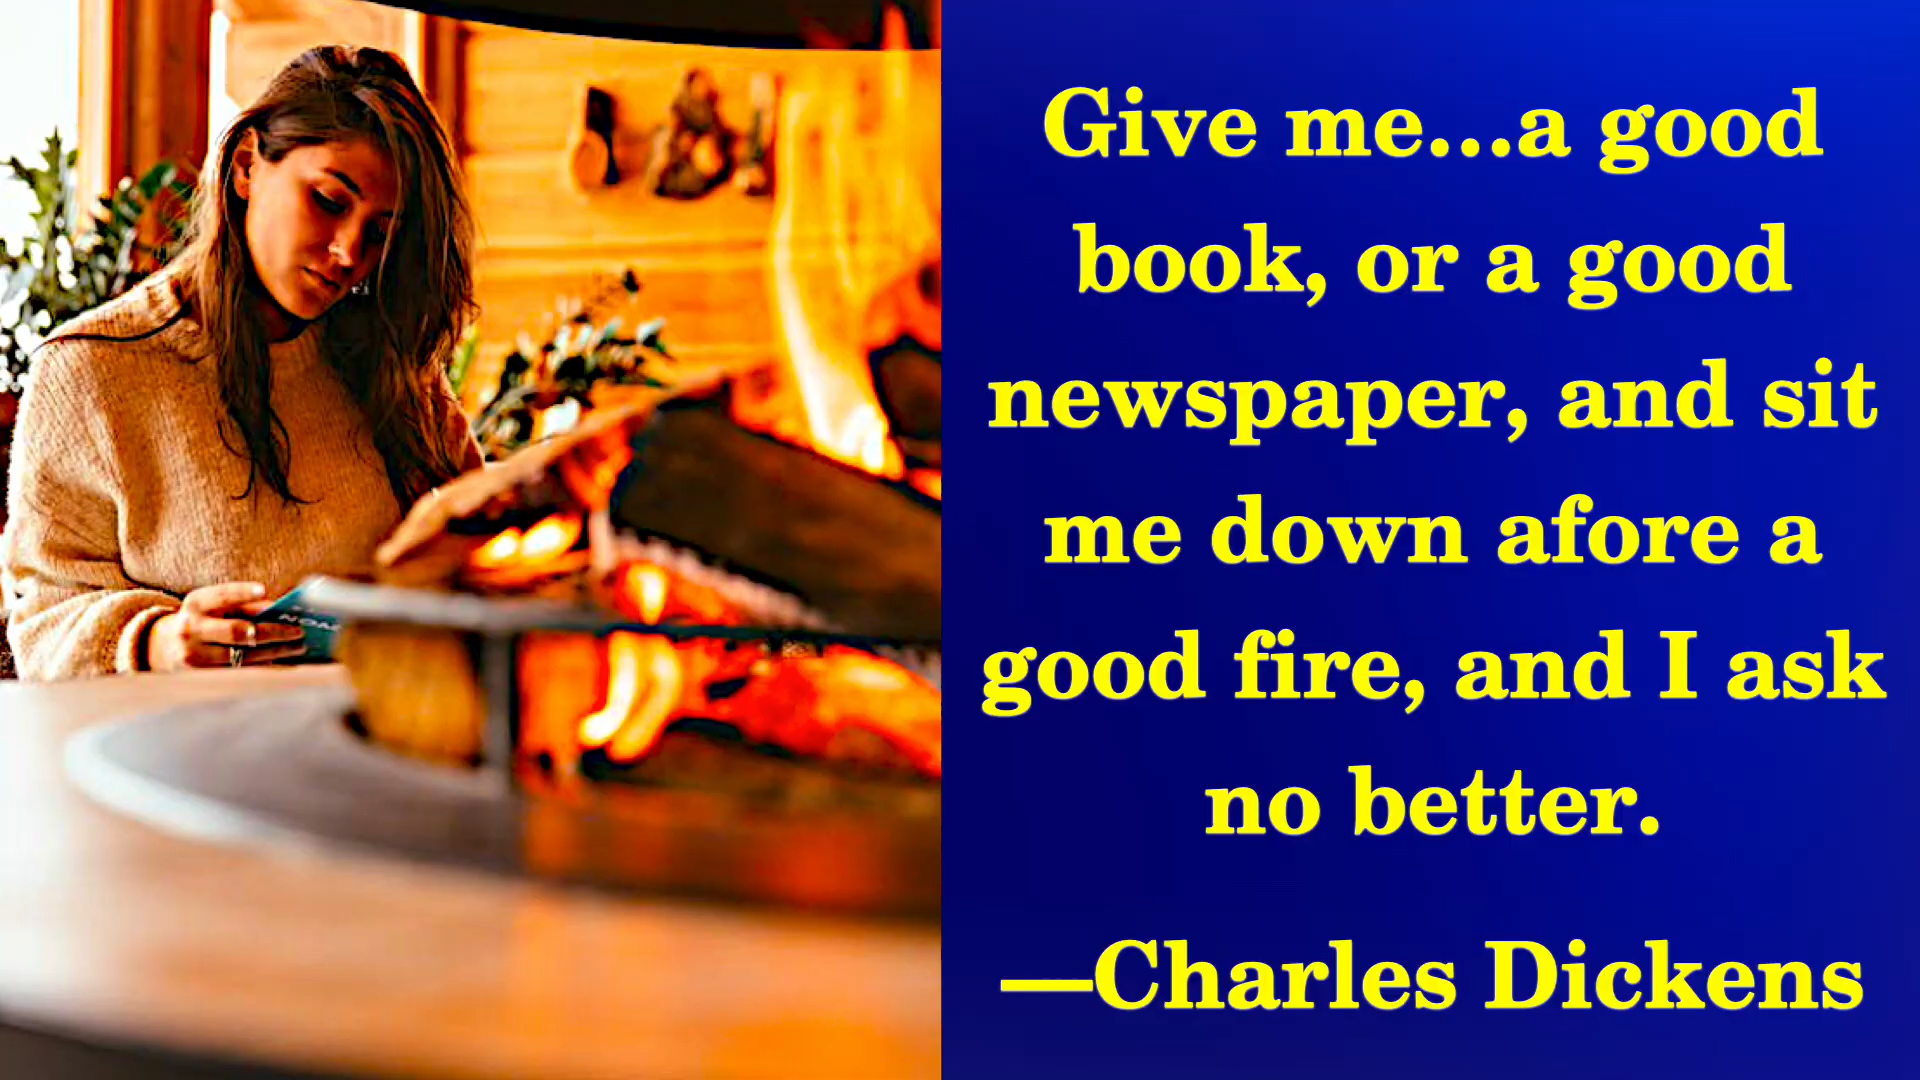 Give me...a good
book, or a good
newspaper, and sit
me down afore a
good fire, and I ask
no better.
—Charles Dickens